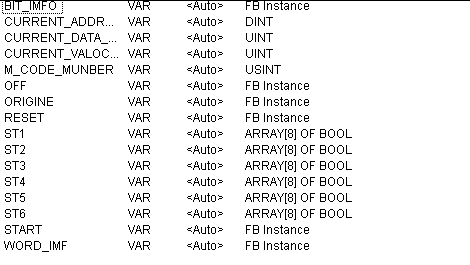 BIT_IMFO VAR <Auto> FB Instance
CURRENT_ADDR... VAR <Auto> DINT
CURRENT_DATA_... VAR <Auto> UINT
CURRENT_VALOC... VAR <Auto> UINT
M_CODE_MUNBER VAR <Auto> USINT
OFF VAR <Auto> FB Instance
ORIGINE VAR <Auto> FB Instance
RESET VAR <Auto> FB Instance
ST1 VAR <Auto> ARRAY[8] OF BOOL
ST2 VAR <Auto> ARRAY[8] OF BOOL
ST3 VAR <Auto> ARRAY[8] OF BOOL
ST4 VAR <Auto> ARRAY[8] OF BOOL
ST5 VAR <Auto> ARRAY[8] OF BOOL
ST6 VAR <Auto> ARRAY[8] OF BOOL
START VAR <Auto> FB Instance
WORD_IMF VAR <Auto> FB Instance